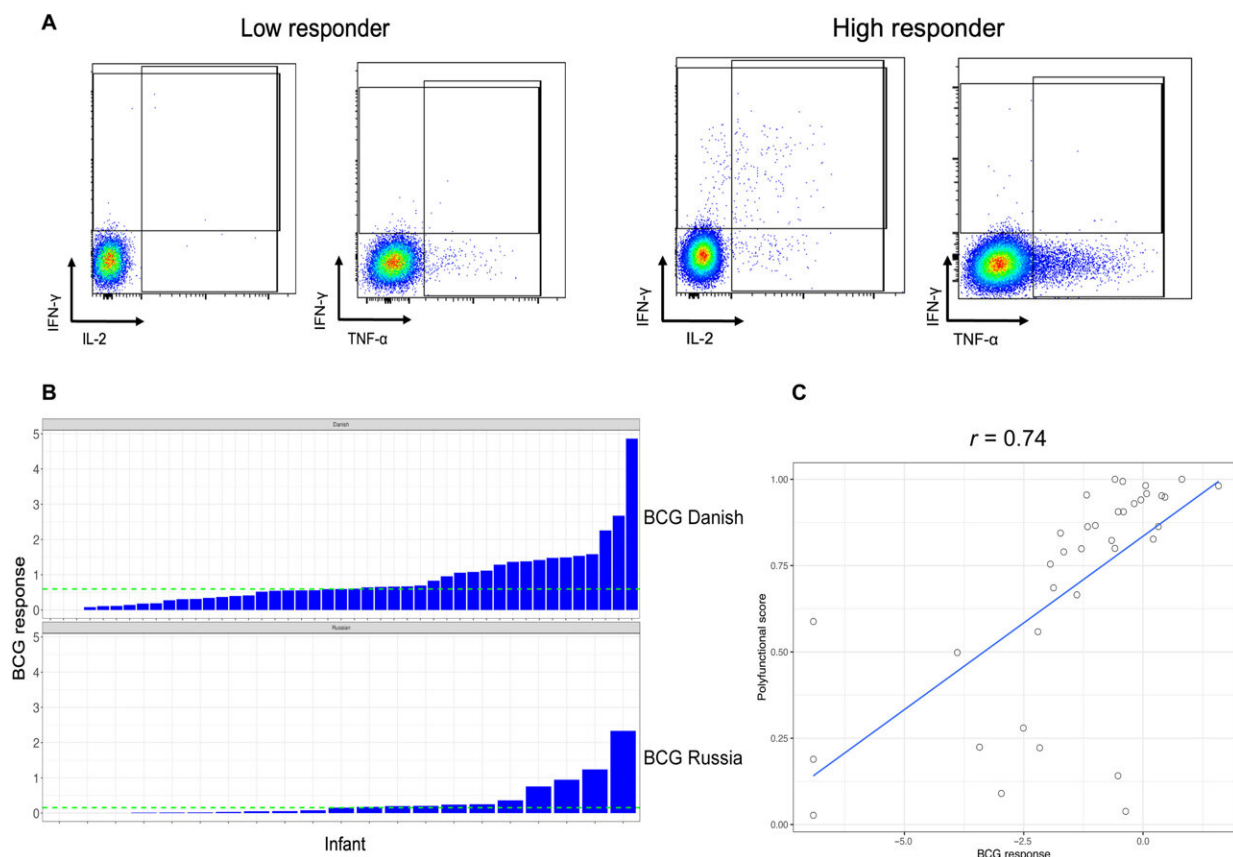 A
Low responder
High responder
IFN-γ
IL-2
IFN-γ
TNF-α
IFN-γ
IL-2
IFN-γ
TNF-α
B
Danish
5
4
3
2
1
0
BCG Danish
Russian
5
4
3
2
1
0
BCG Russia
BCG response
Infant
C
r = 0.74
1.00
0.75
0.50
0.25
0.00
Polyfunctional score
−5.0
−2.5
0.0
BCG response